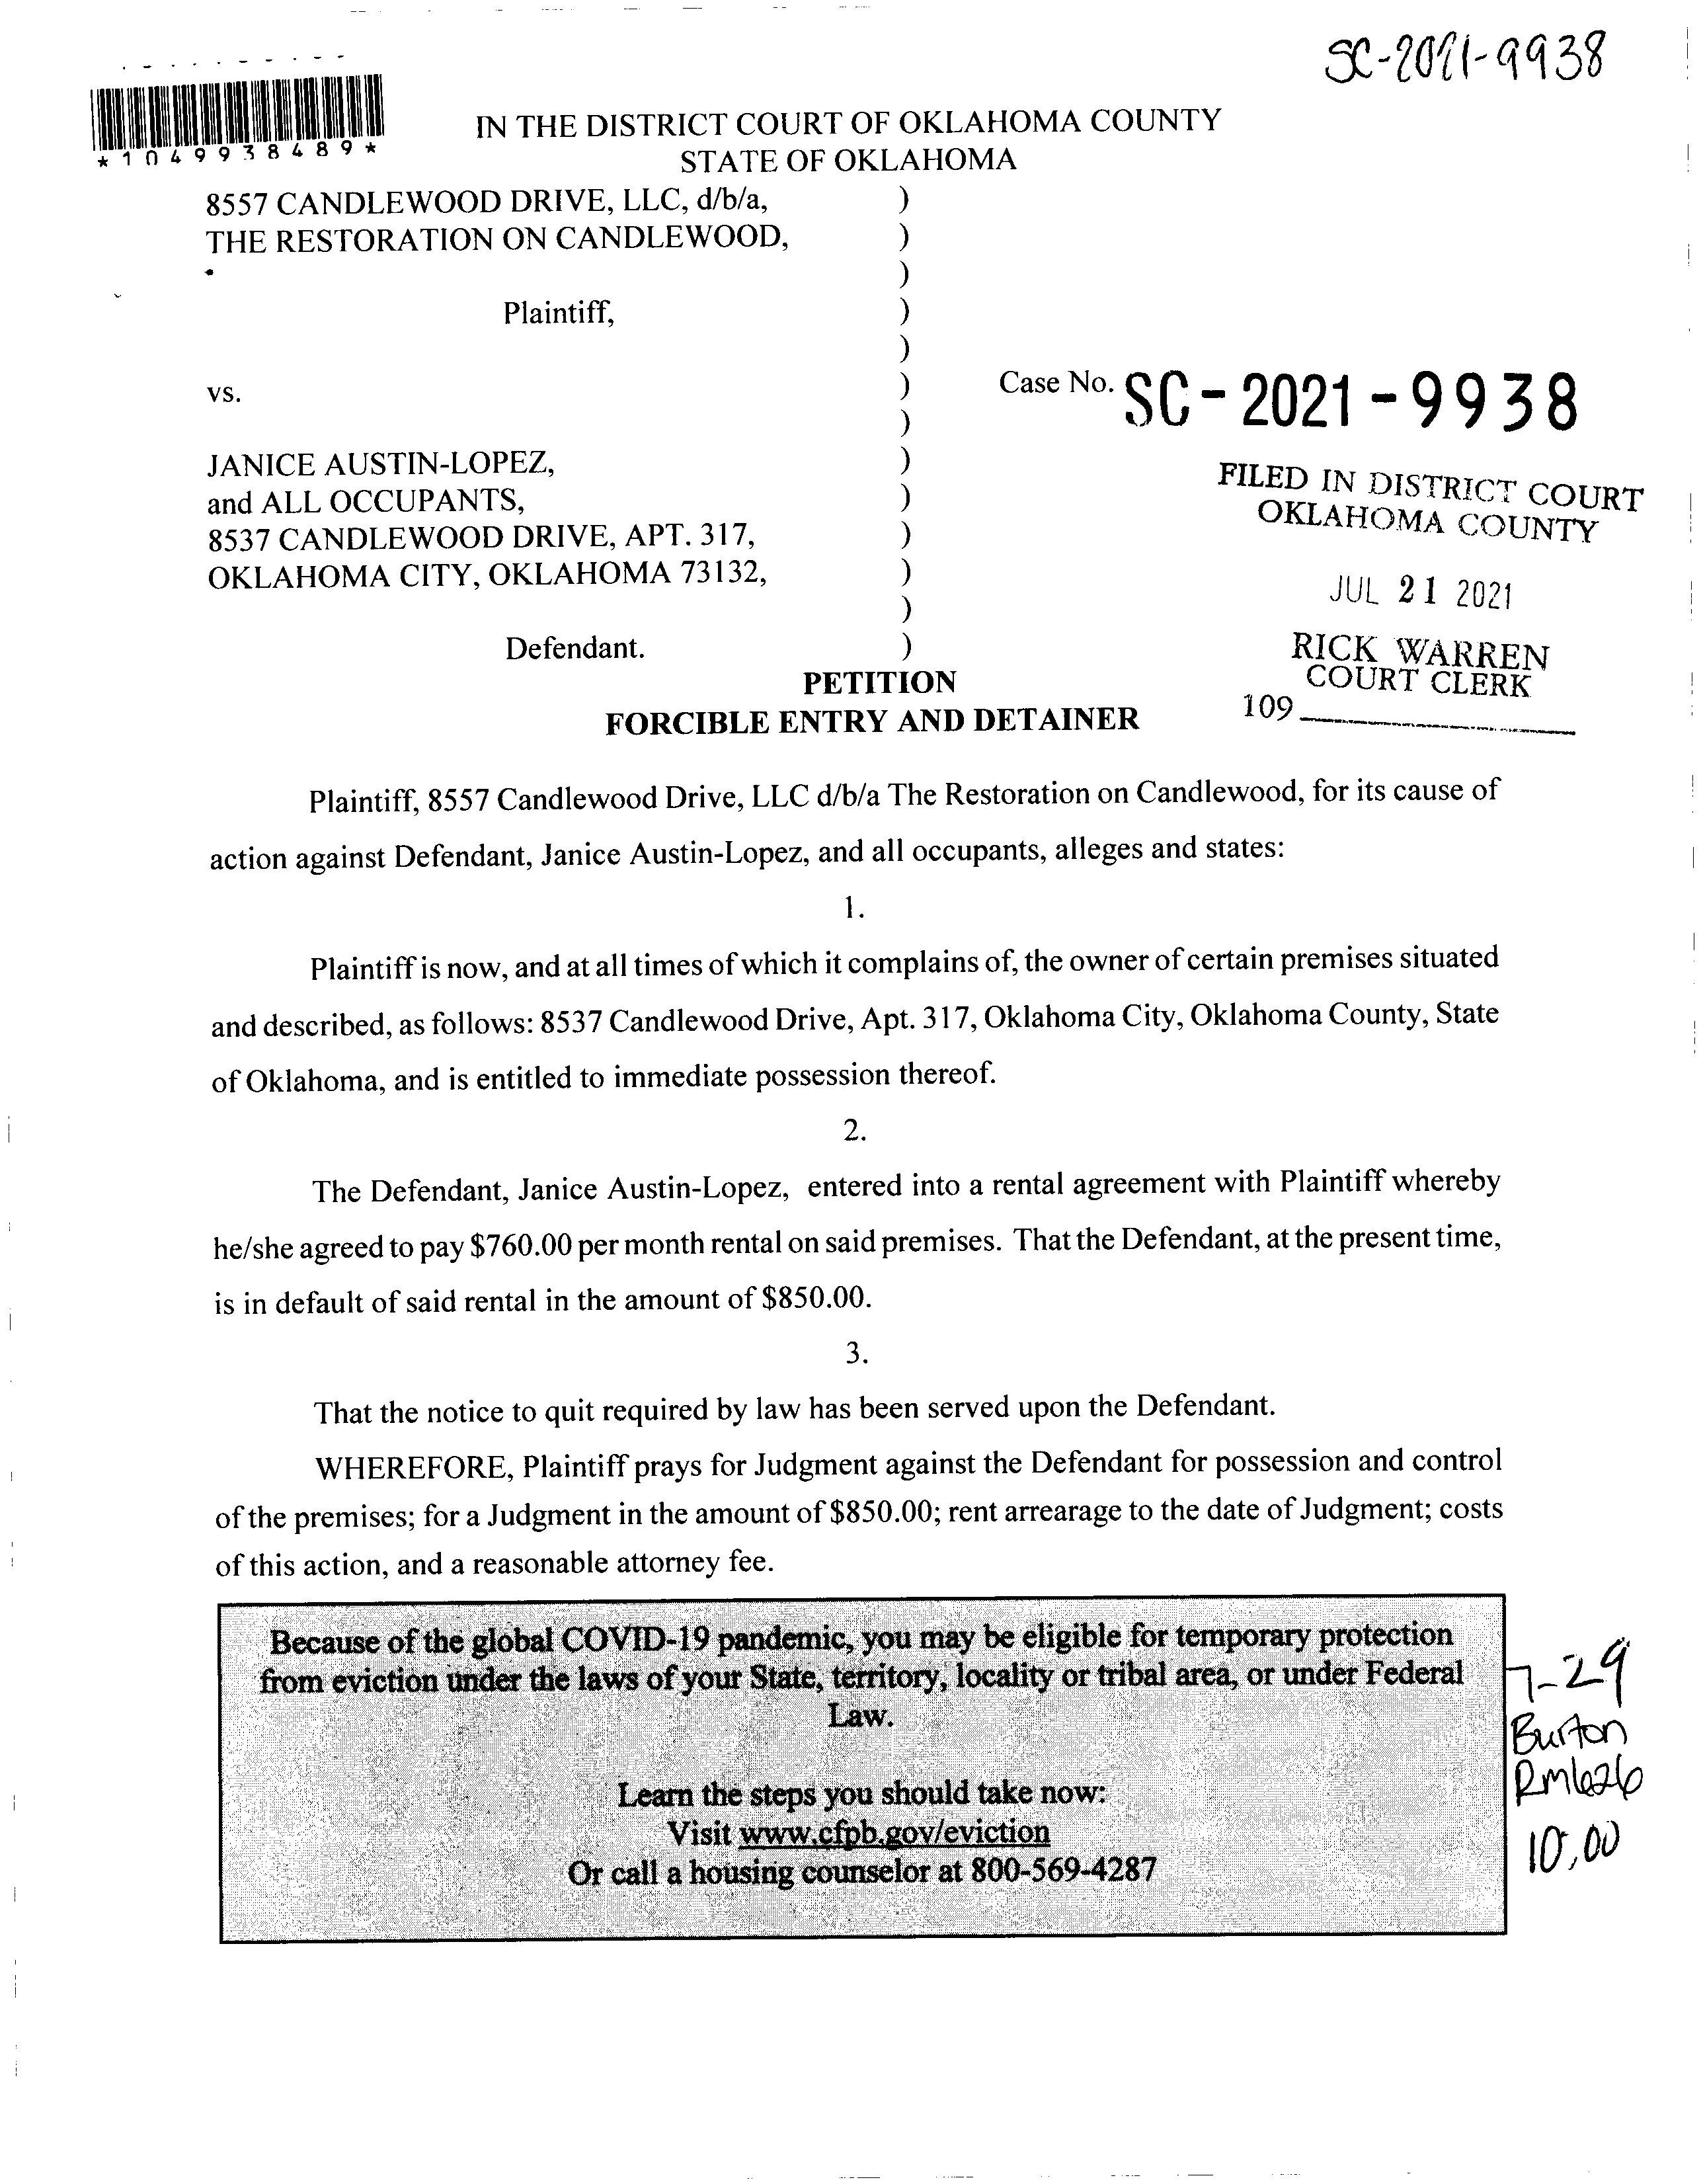 SC-2021-9938
*1049938489*
IN THE DISTRICT COURT OF OKLAHOMA COUNTY
STATE OF OKLAHOMA
8557 CANDLEWOOD DRIVE, LLC, d/b/a, )
THE RESTORATION ON CANDLEWOOD, )
)
Plaintiff, )
)
vs. ) Case No. SC-2021-9938
)
JANICE AUSTIN-LOPEZ, )
and ALL OCCUPANTS, )
8537 CANDLEWOOD DRIVE, APT. 317, )
OKLAHOMA CITY, OKLAHOMA 73132, )
)
Defendant. )
FILED IN DISTRICT COURT
OKLAHOMA COUNTY
JUL 21 2021
RICK WARREN
COURT CLERK
109
PETITION
FORCIBLE ENTRY AND DETAINER
Plaintiff, 8557 Candlewood Drive, LLC d/b/a The Restoration on Candlewood, for its cause of
action against Defendant, Janice Austin-Lopez, and all occupants, alleges and states:
1.
Plaintiff is now, and at all times of which it complains of, the owner of certain premises situated
and described, as follows: 8537 Candlewood Drive, Apt. 317, Oklahoma City, Oklahoma County, State
of Oklahoma, and is entitled to immediate possession thereof.
2.
The Defendant, Janice Austin-Lopez, entered into a rental agreement with Plaintiff whereby
he/she agreed to pay $760.00 per month rental on said premises. That the Defendant, at the present time,
is in default of said rental in the amount of $850.00.
3.
That the notice to quit required by law has been served upon the Defendant.
WHEREFORE, Plaintiff prays for Judgment against the Defendant for possession and control
of the premises; for a Judgment in the amount of $850.00; rent arrearage to the date of Judgment; costs
of this action, and a reasonable attorney fee.
Because of the global COVID-19 pandemic, you may be eligible for temporary protection
from eviction under the laws of your State, territory, locality or tribal area, or under Federal
Law.
Learn the steps you should take now:
Visit www.cfpb.gov/eviction
Or call a housing counselor at 800-569-4287
7-29
Burton
Rm626
10:00